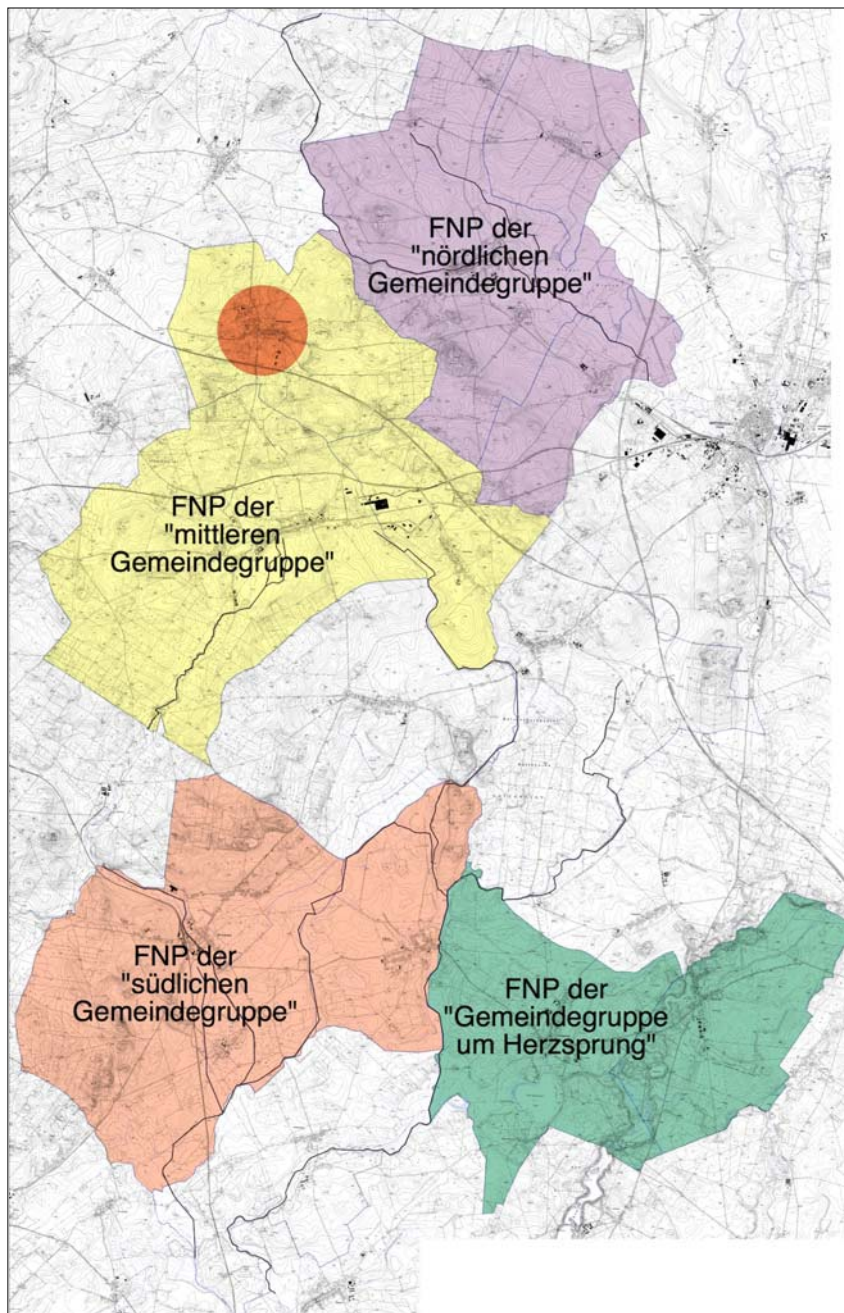 FNP der
"nördlichen
Gemeindegruppe"
FNP der
"mittleren
Gemeindegruppe"
FNP der
"südlichen
Gemeindegruppe"
FNP der
"Gemeindegruppe
um Herzsprung"